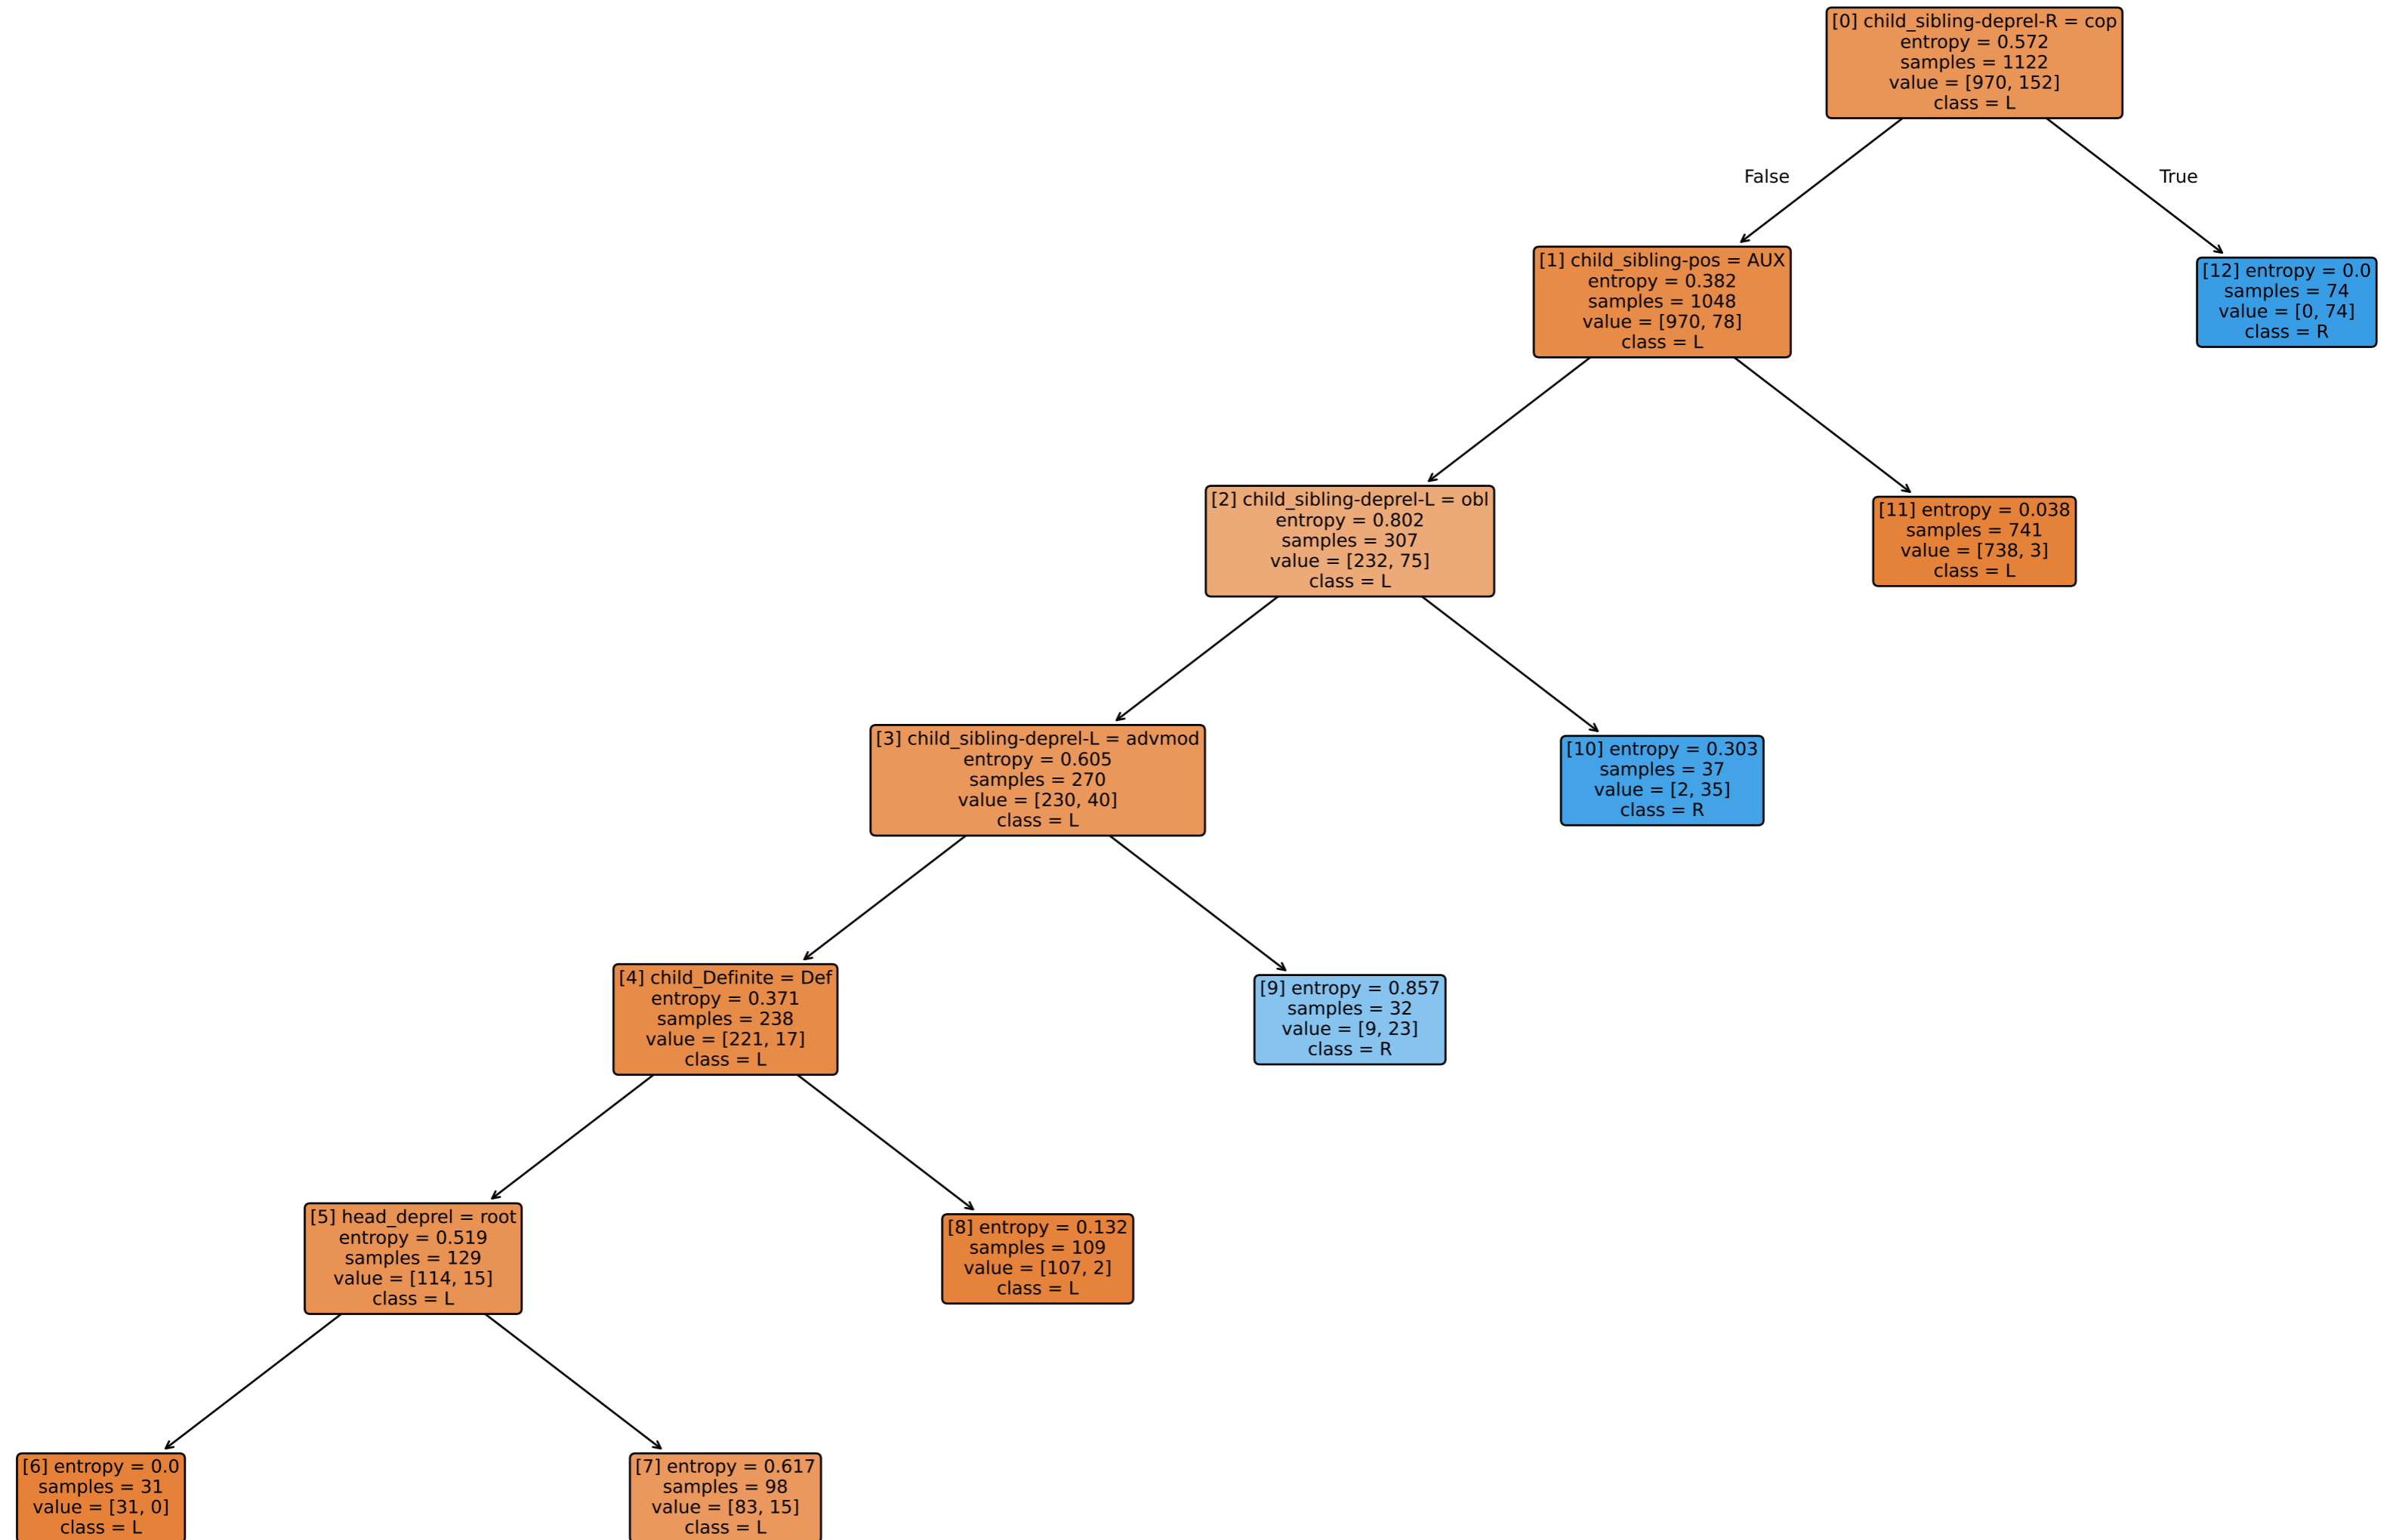 [0] child_sibling-deprel-R = cop
entropy = 0.572
samples = 1122
value = [970, 152]
class = L
False
True
[1] child_sibling-pos = AUX
entropy = 0.382
samples = 1048
value = [970, 78]
class = L
[12] entropy = 0.0
samples = 74
value = [0, 74]
class = R
[2] child_sibling-deprel-L = obl
entropy = 0.802
samples = 307
value = [232, 75]
class = L
[11] entropy = 0.038
samples = 741
value = [738, 3]
class = L
[3] child_sibling-deprel-L = advmod
entropy = 0.605
samples = 270
value = [230, 40]
class = L
[10] entropy = 0.303
samples = 37
value = [2, 35]
class = R
[4] child_Definite = Def
entropy = 0.371
samples = 238
value = [221, 17]
class = L
[9] entropy = 0.857
samples = 32
value = [9, 23]
class = R
[5] head_deprel = root
entropy = 0.519
samples = 129
value = [114, 15]
class = L
[8] entropy = 0.132
samples = 109
value = [107, 2]
class = L
[6] entropy = 0.0
samples = 31
value = [31, 0]
class = L
[7] entropy = 0.617
samples = 98
value = [83, 15]
class = L